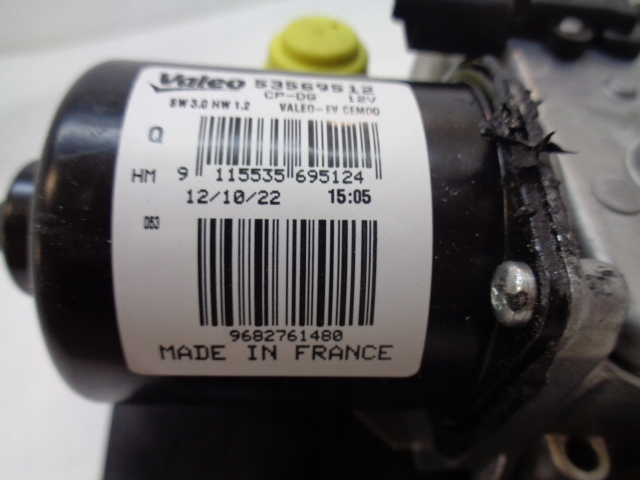 Valeo 53569512
CP-DG 12V
SW 3.0 HW 1.2 VALEO-EV CEMOO
Q
HM 9 115535 695124
12/10/22 15:05
053
9682761480
MADE IN FRANCE